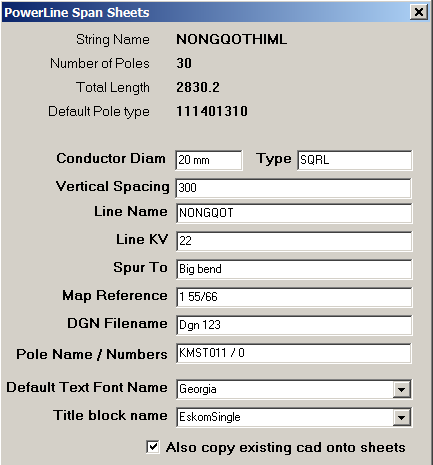 PowerLine Span Sheets
String Name NONGQOTHIML
Number of Poles 30
Total Length 2830.2
Default Pole type 111401310
Conductor Diam 20 mm Type SQRL
Vertical Spacing 300
Line Name NONGQOT
Line KV 22
Spur To Big bend
Map Reference 1 55/66
DGN Filename Dgn 123
Pole Name / Numbers KMST011 / 0
Default Text Font Name Georgia
Title block name EskomSingle
Also copy existing cad onto sheets